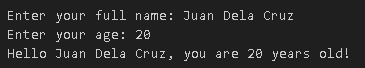 Enter your full name: Juan Dela Cruz
Enter your age: 20
Hello Juan Dela Cruz, you are 20 years old!